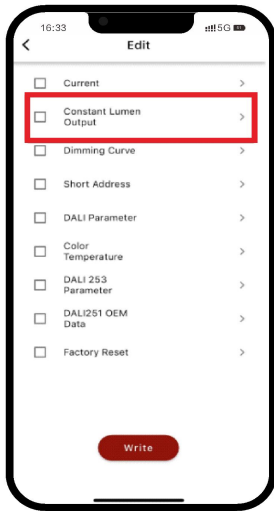 16:33
5G
Edit
Current
Constant Lumen
Output
Dimming Curve
Short Address
DALI Parameter
Color
Temperature
DALI 253
Parameter
DALI251 OEM
Data
Factory Reset
Write